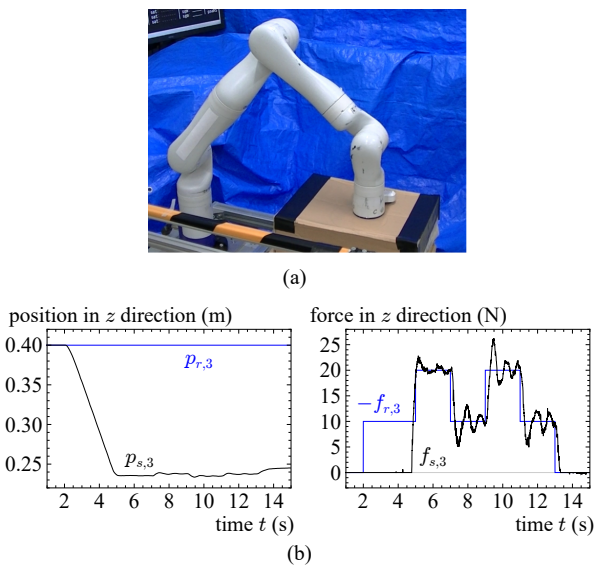 (a)
position in z direction (m)
0.40
0.35
0.30
0.25
p_{r,3}
p_{s,3}
2 4 6 8 10 12 14
time t (s)
force in z direction (N)
25
20
15
10
5
0
−f_{r,3}
f_{s,3}
2 4 6 8 10 12 14
time t (s)
(b)